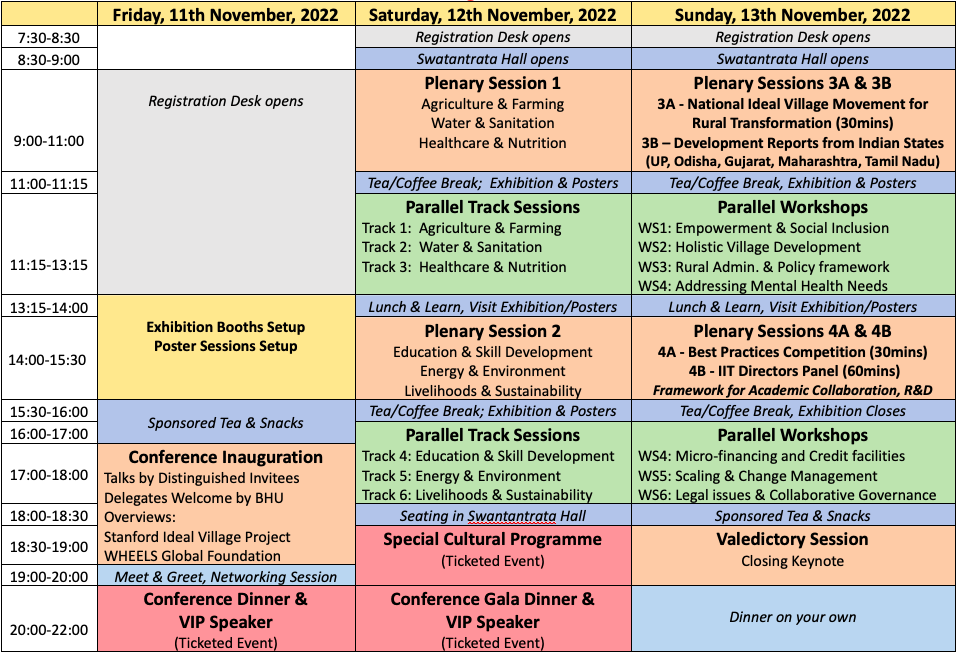 Friday, 11th November, 2022 Saturday, 12th November, 2022 Sunday, 13th November, 2022
7:30-8:30 Registration Desk opens Registration Desk opens
8:30-9:00 Swatantrata Hall opens Swatantrata Hall opens
9:00-11:00
Registration Desk opens
Plenary Session 1
Agriculture & Farming
Water & Sanitation
Healthcare & Nutrition
Plenary Sessions 3A & 3B
3A - National Ideal Village Movement for
Rural Transformation (30mins)
3B – Development Reports from Indian States
(UP, Odisha, Gujarat, Maharashtra, Tamil Nadu)
11:00-11:15 Tea/Coffee Break; Exhibition & Posters Tea/Coffee Break, Exhibition & Posters
11:15-13:15
Parallel Track Sessions
Track 1: Agriculture & Farming
Track 2: Water & Sanitation
Track 3: Healthcare & Nutrition
Parallel Workshops
WS1: Empowerment & Social Inclusion
WS2: Holistic Village Development
WS3: Rural Admin. & Policy framework
WS4: Addressing Mental Health Needs
13:15-14:00 Lunch & Learn, Visit Exhibition/Posters Lunch & Learn, Visit Exhibition/Posters
Exhibition Booths Setup
Poster Sessions Setup
14:00-15:30
Plenary Session 2
Education & Skill Development
Energy & Environment
Livelihoods & Sustainability
Plenary Sessions 4A & 4B
4A - Best Practices Competition (30mins)
4B - IIT Directors Panel (60mins)
Framework for Academic Collaboration, R&D
15:30-16:00 Tea/Coffee Break; Exhibition & Posters Tea/Coffee Break, Exhibition Closes
Sponsored Tea & Snacks
16:00-17:00
17:00-18:00
Conference Inauguration
Talks by Distinguished Invitees
Delegates Welcome by BHU
Overviews:
Stanford Ideal Village Project
WHEELS Global Foundation
Parallel Track Sessions
Track 4: Education & Skill Development
Track 5: Energy & Environment
Track 6: Livelihoods & Sustainability
Parallel Workshops
WS4: Micro-financing and Credit facilities
WS5: Scaling & Change Management
WS6: Legal issues & Collaborative Governance
18:00-18:30 Seating in Swantantrata Hall Sponsored Tea & Snacks
18:30-19:00
Special Cultural Programme
(Ticketed Event)
Valedictory Session
Closing Keynote
19:00-20:00 Meet & Greet, Networking Session
20:00-22:00
Conference Dinner &
VIP Speaker
(Ticketed Event)
Conference Gala Dinner &
VIP Speaker
(Ticketed Event)
Dinner on your own